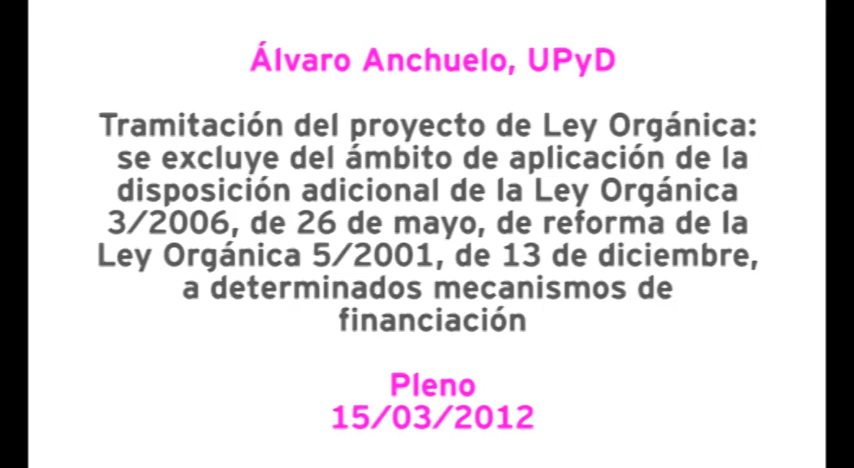 Álvaro Anchuelo, UPyD
Tramitación del proyecto de Ley Orgánica:
se excluye del ámbito de aplicación de la
disposición adicional de la Ley Orgánica
3/2006, de 26 de mayo, de reforma de la
Ley Orgánica 5/2001, de 13 de diciembre,
a determinados mecanismos de
financiación
Pleno
15/03/2012